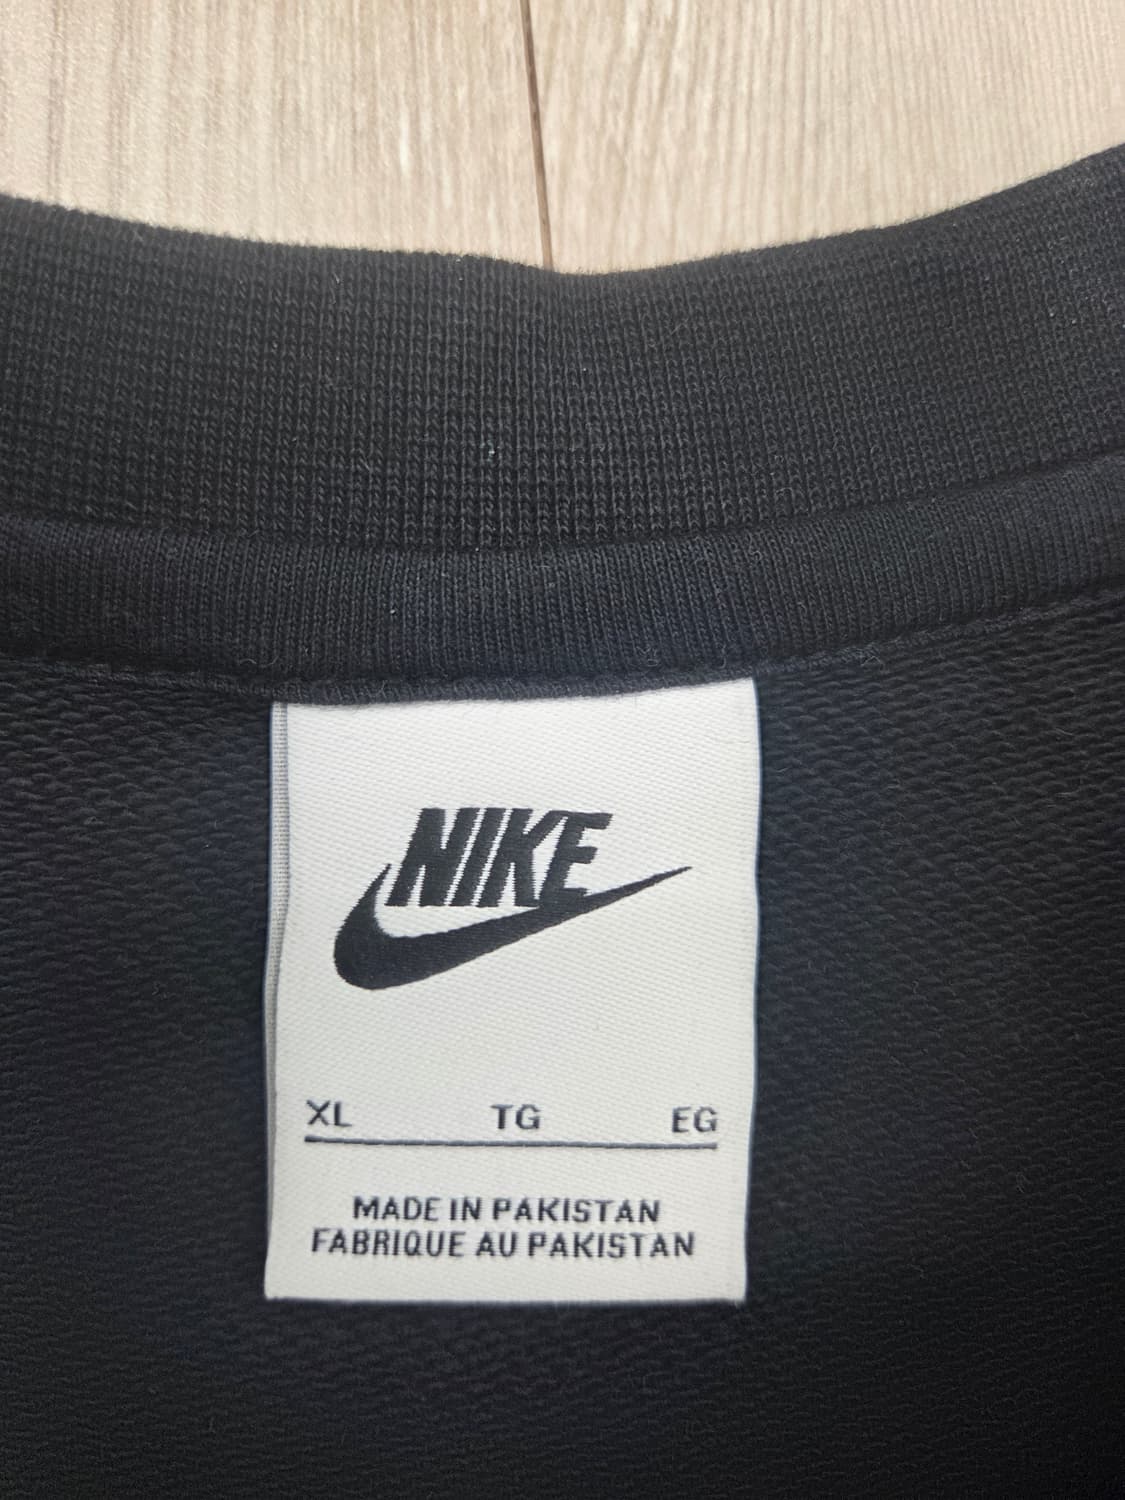 NIKE
XL TG EG
MADE IN PAKISTAN
FABRIQUE AU PAKISTAN